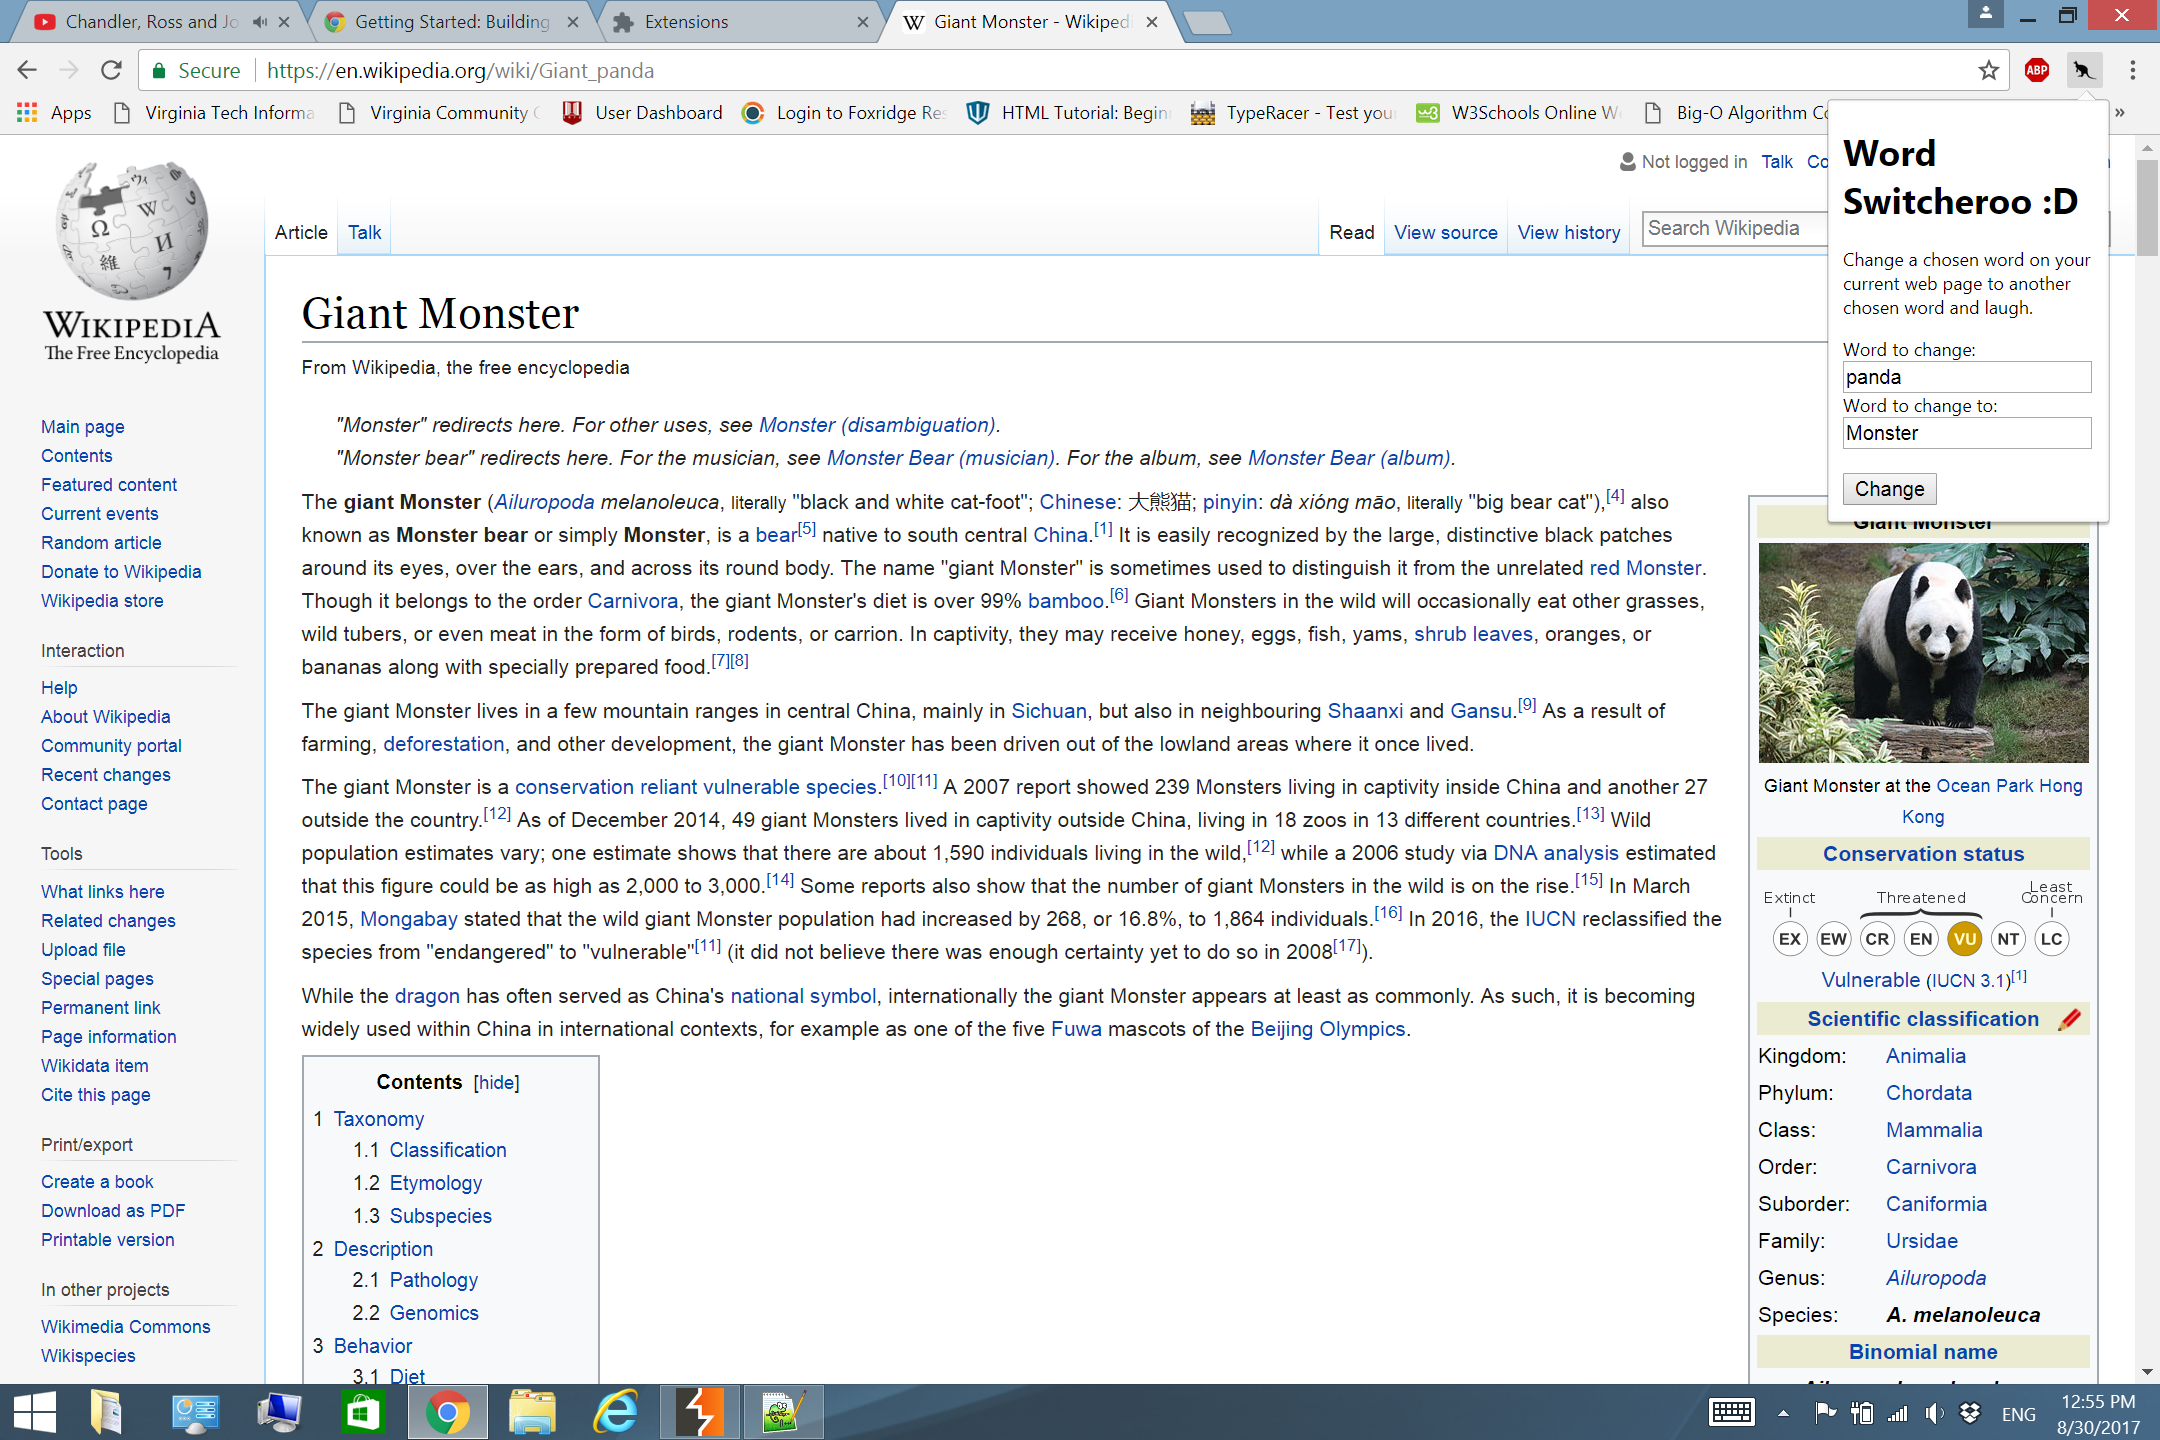 Chandler, Ross and Jo
Getting Started: Building
Extensions
Giant Monster - Wikiped
Secure
https://en.wikipedia.org/wiki/Giant_panda
ABP
Apps
Virginia Tech Informa
Virginia Community C
User Dashboard
Login to Foxridge Res
HTML Tutorial: Begin
TypeRacer - Test you
W3Schools Online W
Big-O Algorithm Co
»
Word
Switcheroo :D
Change a chosen word on your
current web page to another
chosen word and laugh.
Word to change:
panda
Word to change to:
Monster
Change
WIKIPEDIA
The Free Encyclopedia
Main page
Contents
Featured content
Current events
Random article
Donate to Wikipedia
Wikipedia store
Interaction
Help
About Wikipedia
Community portal
Recent changes
Contact page
Tools
What links here
Related changes
Upload file
Special pages
Permanent link
Page information
Wikidata item
Cite this page
Print/export
Create a book
Download as PDF
Printable version
In other projects
Wikimedia Commons
Wikispecies
Not logged in Talk Co
Article Talk
Read View source View history
Search Wikipedia
Giant Monster
From Wikipedia, the free encyclopedia
"Monster" redirects here. For other uses, see Monster (disambiguation).
"Monster bear" redirects here. For the musician, see Monster Bear (musician). For the album, see Monster Bear (album).
The giant Monster (Ailuropoda melanoleuca, literally "black and white cat-foot"; Chinese: 大熊猫; pinyin: dà xióng māo, literally "big bear cat"),[4] also
known as Monster bear or simply Monster, is a bear[5] native to south central China.[1] It is easily recognized by the large, distinctive black patches
around its eyes, over the ears, and across its round body. The name "giant Monster" is sometimes used to distinguish it from the unrelated red Monster.
Though it belongs to the order Carnivora, the giant Monster's diet is over 99% bamboo.[6] Giant Monsters in the wild will occasionally eat other grasses,
wild tubers, or even meat in the form of birds, rodents, or carrion. In captivity, they may receive honey, eggs, fish, yams, shrub leaves, oranges, or
bananas along with specially prepared food.[7][8]
The giant Monster lives in a few mountain ranges in central China, mainly in Sichuan, but also in neighbouring Shaanxi and Gansu.[9] As a result of
farming, deforestation, and other development, the giant Monster has been driven out of the lowland areas where it once lived.
The giant Monster is a conservation reliant vulnerable species.[10][11] A 2007 report showed 239 Monsters living in captivity inside China and another 27
outside the country.[12] As of December 2014, 49 giant Monsters lived in captivity outside China, living in 18 zoos in 13 different countries.[13] Wild
population estimates vary; one estimate shows that there are about 1,590 individuals living in the wild,[12] while a 2006 study via DNA analysis estimated
that this figure could be as high as 2,000 to 3,000.[14] Some reports also show that the number of giant Monsters in the wild is on the rise.[15] In March
2015, Mongabay stated that the wild giant Monster population had increased by 268, or 16.8%, to 1,864 individuals.[16] In 2016, the IUCN reclassified the
species from "endangered" to "vulnerable"[11] (it did not believe there was enough certainty yet to do so in 2008[17]).
While the dragon has often served as China's national symbol, internationally the giant Monster appears at least as commonly. As such, it is becoming
widely used within China in international contexts, for example as one of the five Fuwa mascots of the Beijing Olympics.
Contents [hide]
1 Taxonomy
1.1 Classification
1.2 Etymology
1.3 Subspecies
2 Description
2.1 Pathology
2.2 Genomics
3 Behavior
3.1 Diet
Giant Monster
Giant Monster at the Ocean Park Hong
Kong
Conservation status
Extinct Threatened Least Concern
EX EW CR EN VU NT LC
Vulnerable (IUCN 3.1)[1]
Scientific classification
Kingdom: Animalia
Phylum: Chordata
Class: Mammalia
Order: Carnivora
Suborder: Caniformia
Family: Ursidae
Genus: Ailuropoda
Species: A. melanoleuca
Binomial name
ENG
12:55 PM
8/30/2017